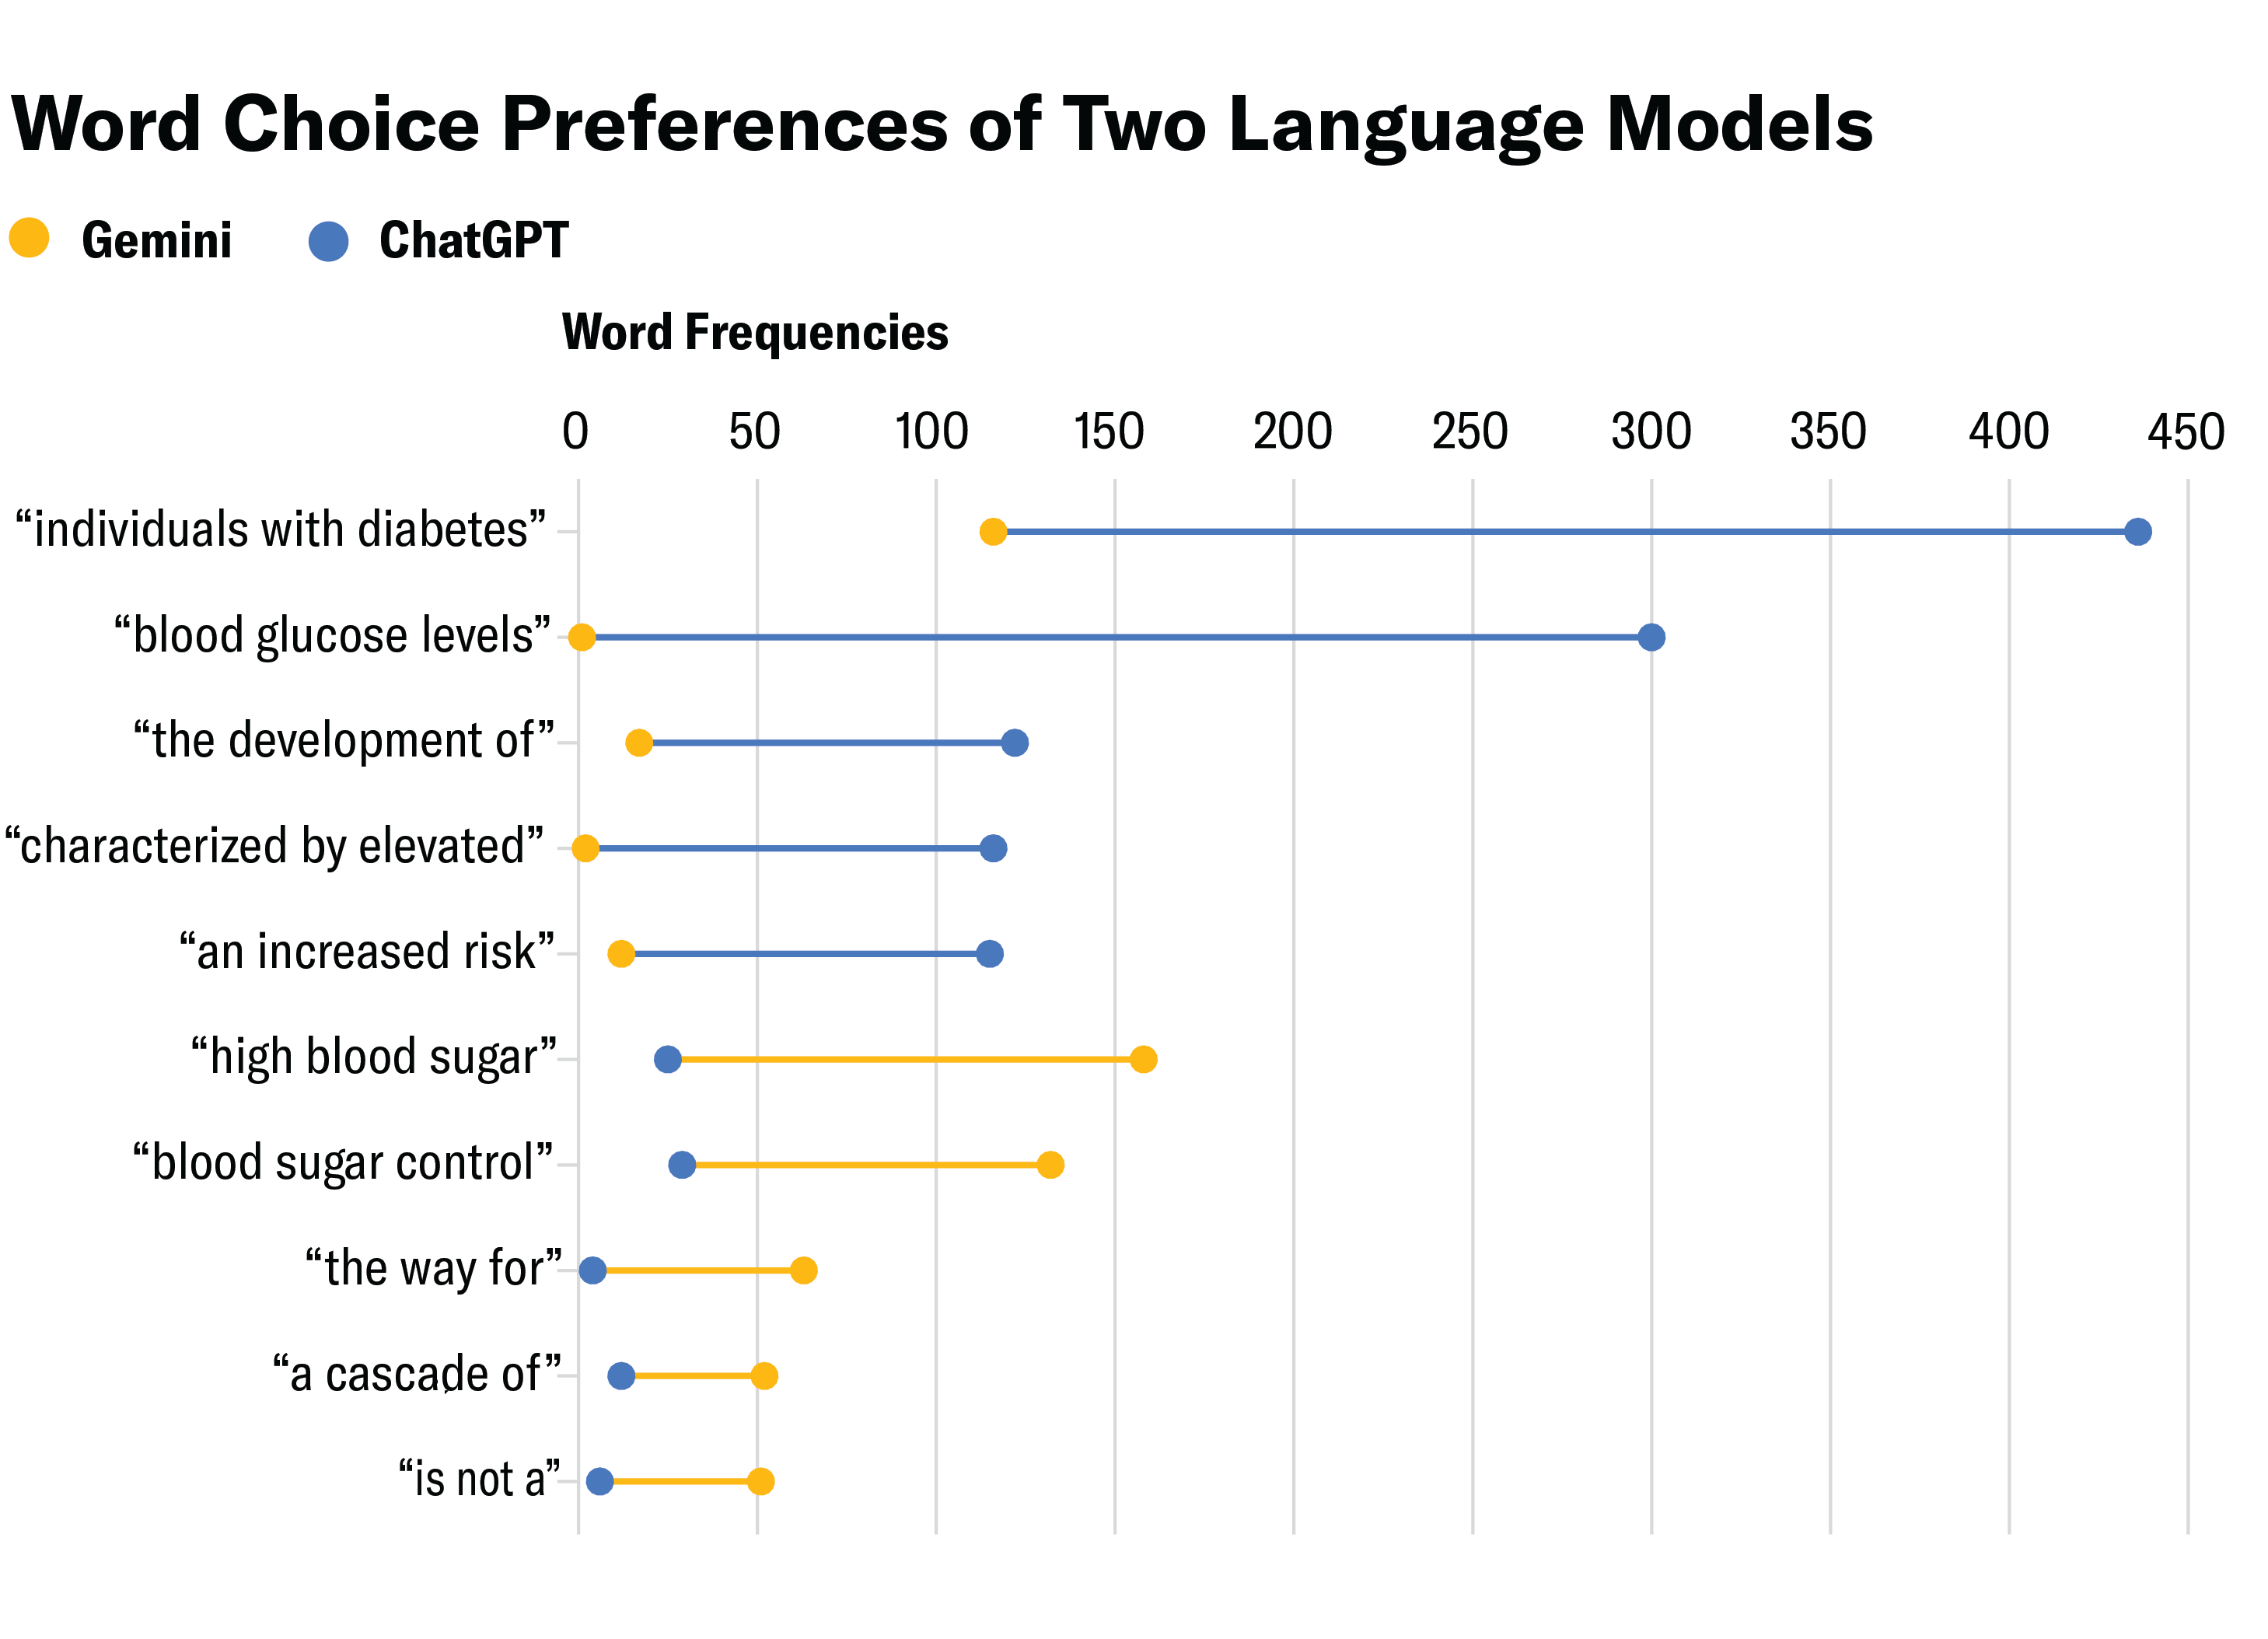 Word Choice Preferences of Two Language Models
Gemini ChatGPT
Word Frequencies
0 50 100 150 200 250 300 350 400 450
“individuals with diabetes”
“blood glucose levels”
“the development of”
“characterized by elevated”
“an increased risk”
“high blood sugar”
“blood sugar control”
“the way for”
“a cascade of”
“is not a”